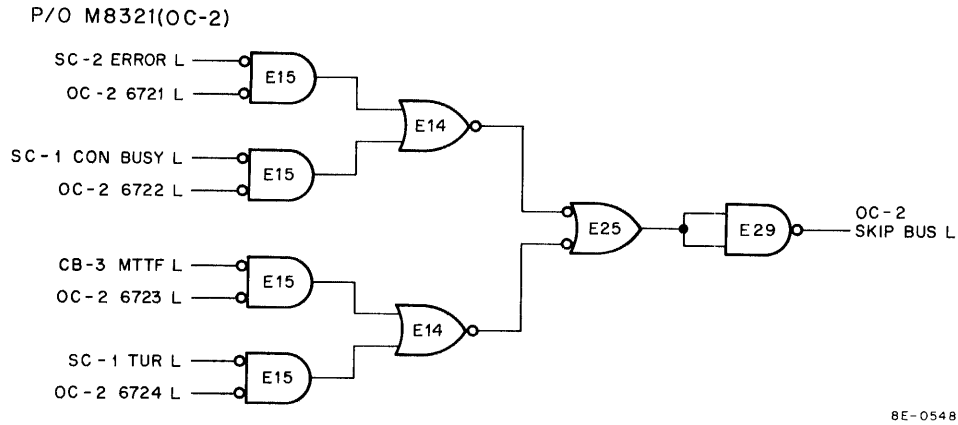 P/O M8321(OC-2)
SC-2 ERROR L
OC-2 6721 L
E15
E14
SC-1 CON BUSY L
OC-2 6722 L
E15
E25
E29
OC-2
SKIP BUS L
CB-3 MTTF L
OC-2 6723 L
E15
E14
SC-1 TUR L
OC-2 6724 L
E15
8E-0548